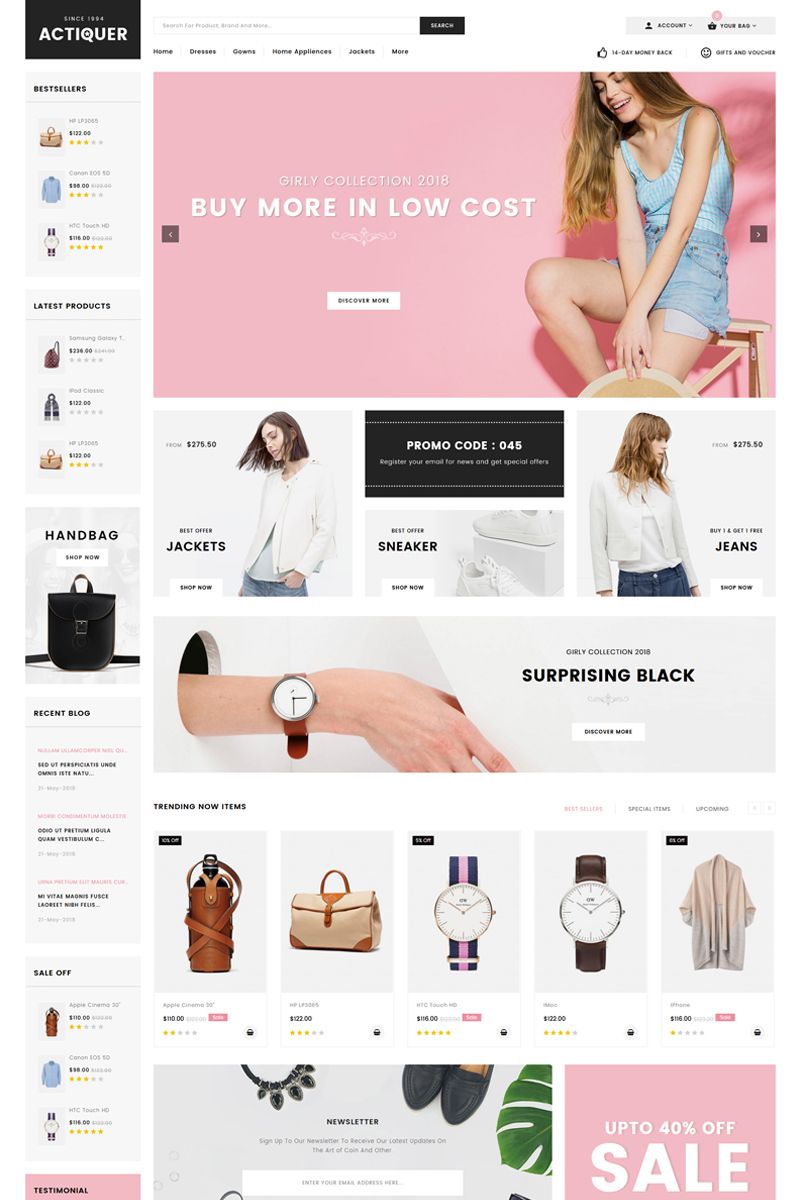 SINCE 1994
ACTIQUER
Search For Product, Brand And More...
SEARCH
ACCOUNT
0
YOUR BAG
Home
Dresses
Gowns
Home Appliences
Jackets
More
14-DAY MONEY BACK
GIFTS AND VOUCHER
BESTSELLERS
HP LP3065
$122.00
Canon EOS 5D
$98.00 $122.00
HTC Touch HD
$116.00 $122.00
LATEST PRODUCTS
Samsung Galaxy T..
$236.00 $241.99
IPod Classic
$122.00
HP LP3065
$122.00
HANDBAG
SHOP NOW
RECENT BLOG
NULLAM ULLAMCORPER NISL QU...
SED UT PERSPICIATIS UNDE
OMNIS ISTE NATU...
21-May-2018
MORBI CONDIMENTUM MOLESTIE
ODIO UT PRETIUM LIGULA
QUAM VESTIBULUM C...
21-May-2018
URNA PRETIUM ELIT MAURIS CUR...
MI VITAE MAGNIS FUSCE
LAOREET NIBH FELIS...
21-May-2018
SALE OFF
Apple Cinema 30"
$110.00 $122.00
Canon EOS 5D
$98.00 $122.00
HTC Touch HD
$116.00 $122.00
TESTIMONIAL
GIRLY COLLECTION 2018
BUY MORE IN LOW COST
DISCOVER MORE
FROM $275.50
BEST OFFER
JACKETS
SHOP NOW
PROMO CODE : 045
Register your email for news and get special offers
BEST OFFER
SNEAKER
SHOP NOW
FROM $275.50
BUY 1 & GET 1 FREE
JEANS
SHOP NOW
GIRLY COLLECTION 2018
SURPRISING BLACK
DISCOVER MORE
TRENDING NOW ITEMS
BEST SELLERS
SPECIAL ITEMS
UPCOMING
10% Off
Apple Cinema 30"
$110.00 $122.00 Sale
HP LP3065
$122.00
5% Off
DW
HTC Touch HD
$116.00 $122.00 Sale
DW
IMac
$122.00
6% Off
IPhone
$116.00 $123.20 Sale
NEWSLETTER
Sign Up To Our Newsletter To Receive Our Latest Updates On
The Art of Coin And Other.
ENTER YOUR EMAIL ADDRESS HERE...
UPTO 40% OFF
SALE